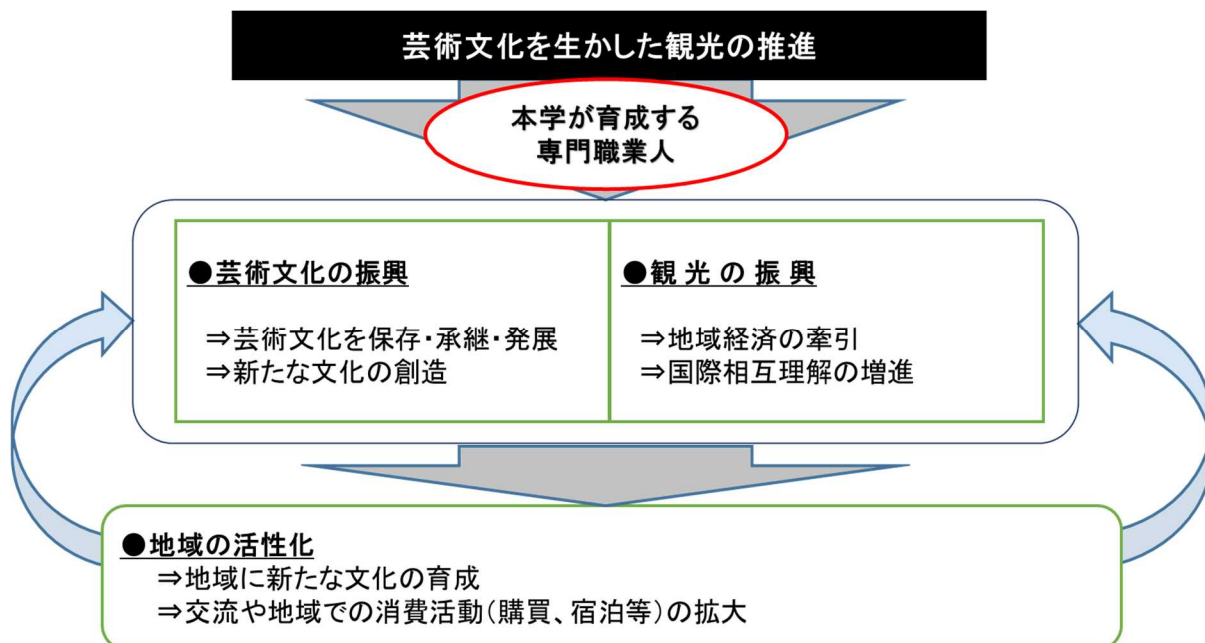 芸術文化を生かした観光の推進
本学が育成する
専門職業人
●芸術文化の振興
⇒芸術文化を保存・承継・発展
⇒新たな文化の創造
●観 光 の 振 興
⇒地域経済の牽引
⇒国際相互理解の増進
●地域の活性化
⇒地域に新たな文化の育成
⇒交流や地域での消費活動(購買、宿泊等)の拡大